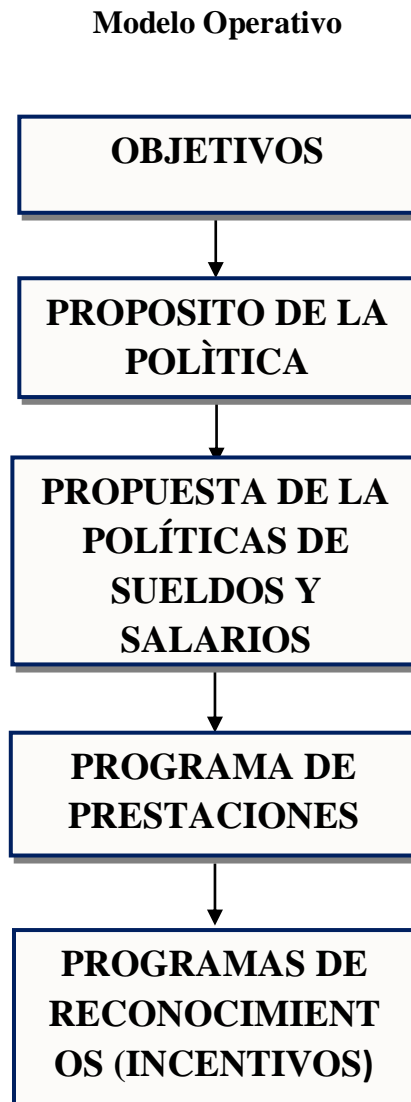 Modelo Operativo
OBJETIVOS
PROPOSITO DE LA
POLÌTICA
PROPUESTA DE LA
POLÍTICAS DE
SUELDOS Y
SALARIOS
PROGRAMA DE
PRESTACIONES
PROGRAMAS DE
RECONOCIMIENT
OS (INCENTIVOS)